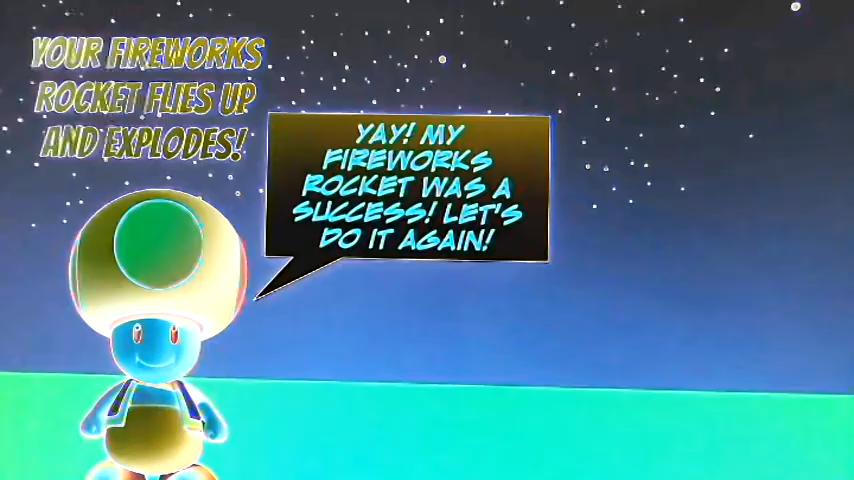 YOUR FIREWORKS
ROCKET FLIES UP
AND EXPLODES!
YAY! MY
FIREWORKS
ROCKET WAS A
SUCCESS! LET'S
DO IT AGAIN!